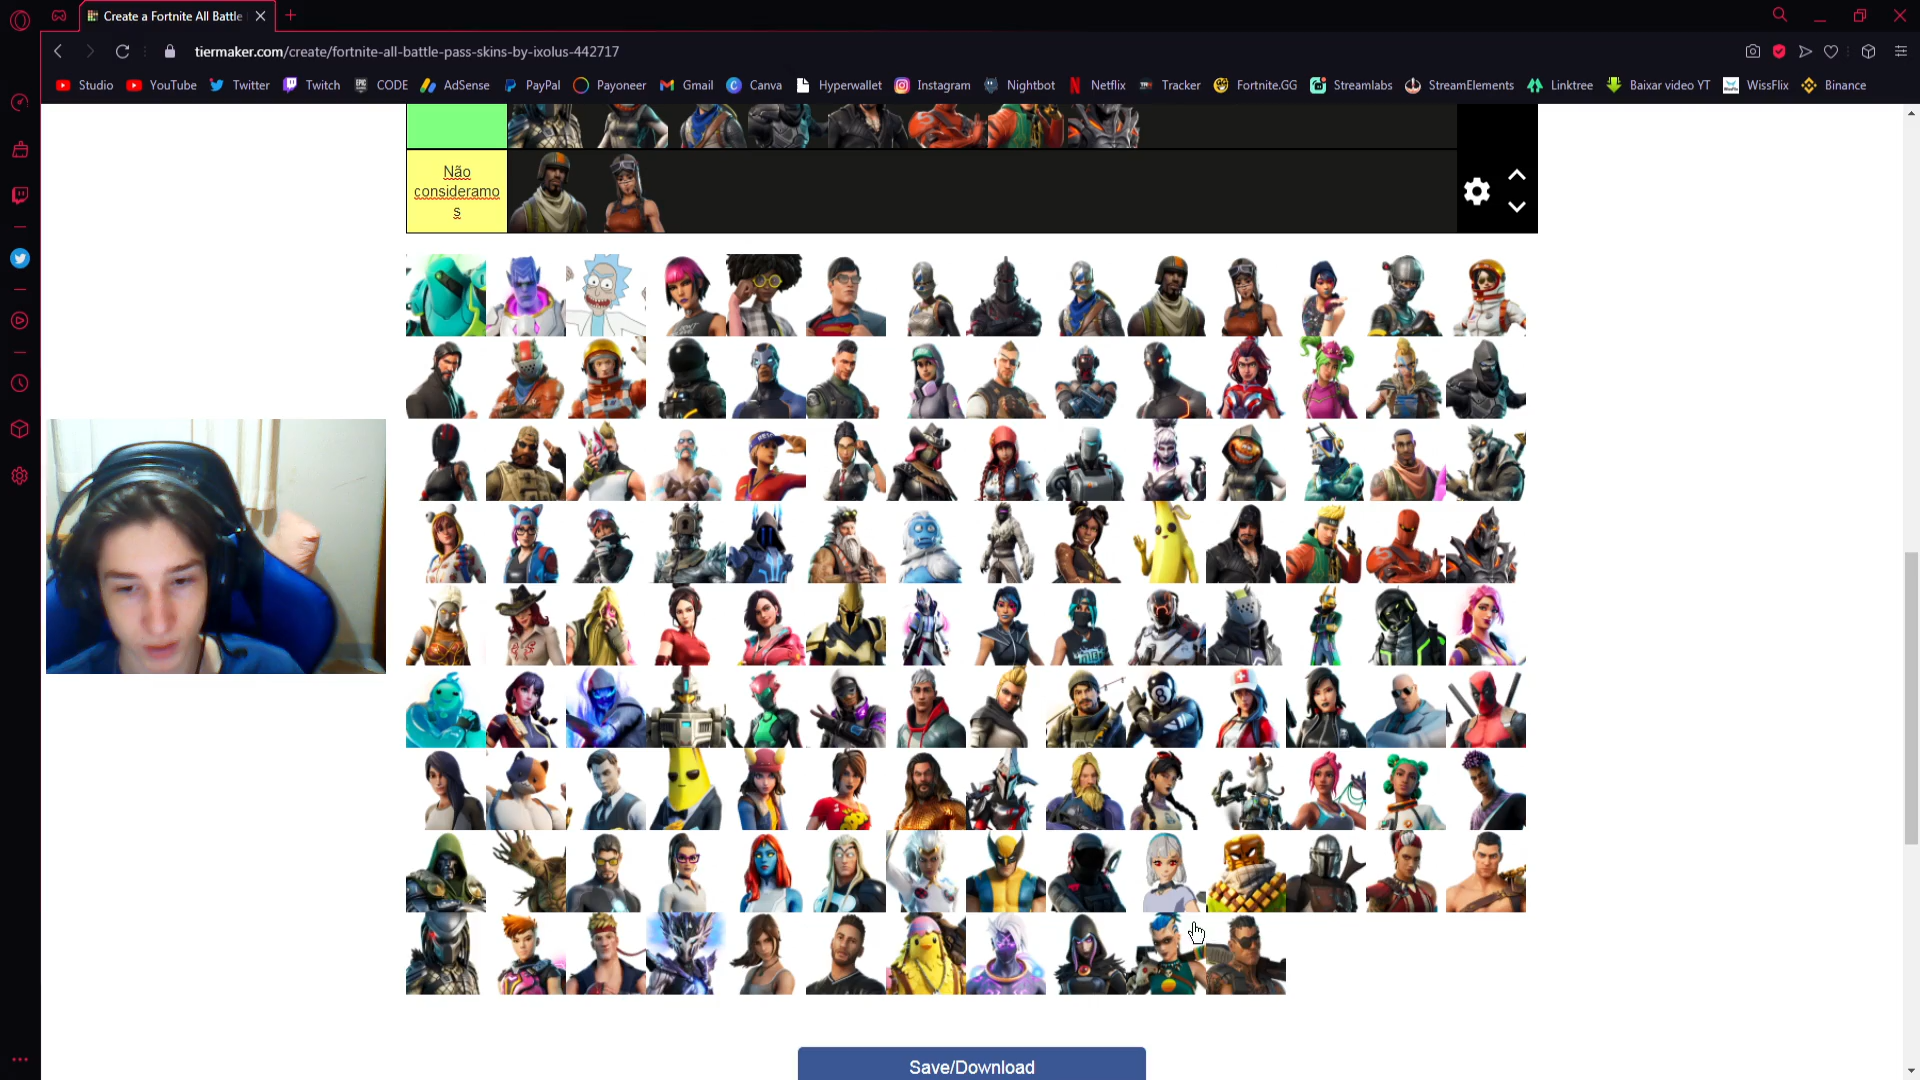 Create a Fortnite All Battle
tiermaker.com/create/fortnite-all-battle-pass-skins-by-ixolus-442717
Studio YouTube Twitter Twitch CODE AdSense PayPal Payoneer Gmail Canva Hyperwallet Instagram Nightbot Netflix Tracker Fortnite.GG Streamlabs StreamElements Linktree Baixar video YT WissFlix Binance
Não
consideramo
s
Save/Download